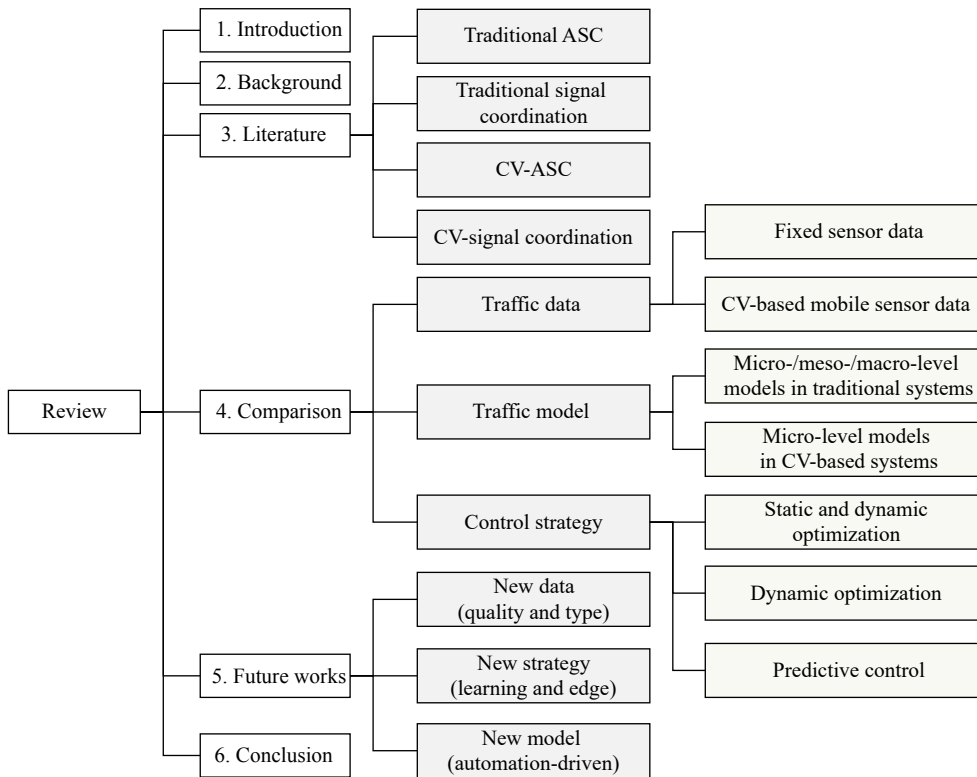 Review
1. Introduction
2. Background
3. Literature
Traditional ASC
Traditional signal
coordination
CV-ASC
CV-signal coordination
4. Comparison
Traffic data
Fixed sensor data
CV-based mobile sensor data
Traffic model
Micro-/meso-/macro-level
models in traditional systems
Micro-level models
in CV-based systems
Control strategy
Static and dynamic
optimization
Dynamic optimization
Predictive control
5. Future works
New data
(quality and type)
New strategy
(learning and edge)
New model
(automation-driven)
6. Conclusion